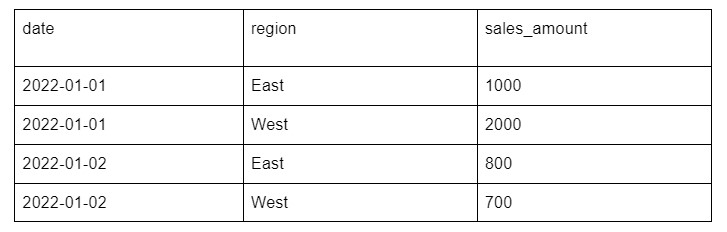 date region sales_amount
2022-01-01 East 1000
2022-01-01 West 2000
2022-01-02 East 800
2022-01-02 West 700